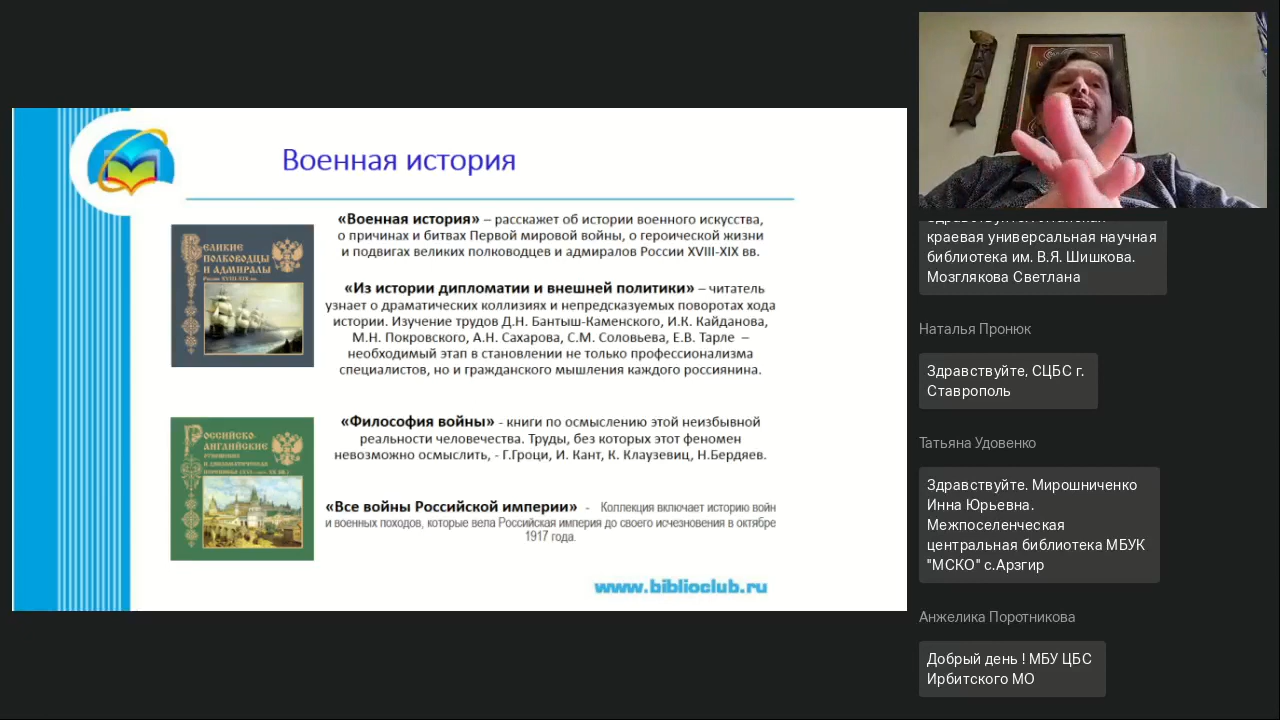 Военная история
«Военная история» – расскажет об истории военного искусства,
о причинах и битвах Первой мировой войны, о героической жизни
и подвигах великих полководцев и адмиралов России XVIII-XIX вв.
«Из истории дипломатии и внешней политики» – читатель
узнает о драматических коллизиях и непредсказуемых поворотах хода
истории. Изучение трудов Д.Н. Бантыш-Каменского, И.К. Кайданова,
М.Н. Покровского, А.Н. Сахарова, С.М. Соловьева, Е.В. Тарле –
необходимый этап в становлении не только профессионализма
специалистов, но и гражданского мышления каждого россиянина.
«Философия войны» - книги по осмыслению этой неизбывной
реальности человечества. Труды, без которых этот феномен
невозможно осмыслить, - Г.Гроци, И. Кант, К. Клаузевиц, Н.Бердяев.
«Все войны Российской империи» - Коллекция включает историю войн
и военных походов, которые вела Российская империя до своего исчезновения в октябре
1917 года.
www.biblioclub.ru
Великие
полководцы
и адмиралы
России XVIII-XIX вв.
Российско-
английские
краевая универсальная научная
библиотека им. В.Я. Шишкова.
Мозглякова Светлана
Наталья Пронюк
Здравствуйте, СЦБС г.
Ставрополь
Татьяна Удовенко
Здравствуйте. Мирошниченко
Инна Юрьевна.
Межпоселенческая
центральная библиотека МБУК
"МСКО" с.Арзгир
Анжелика Поротникова
Добрый день ! МБУ ЦБС
Ирбитского МО